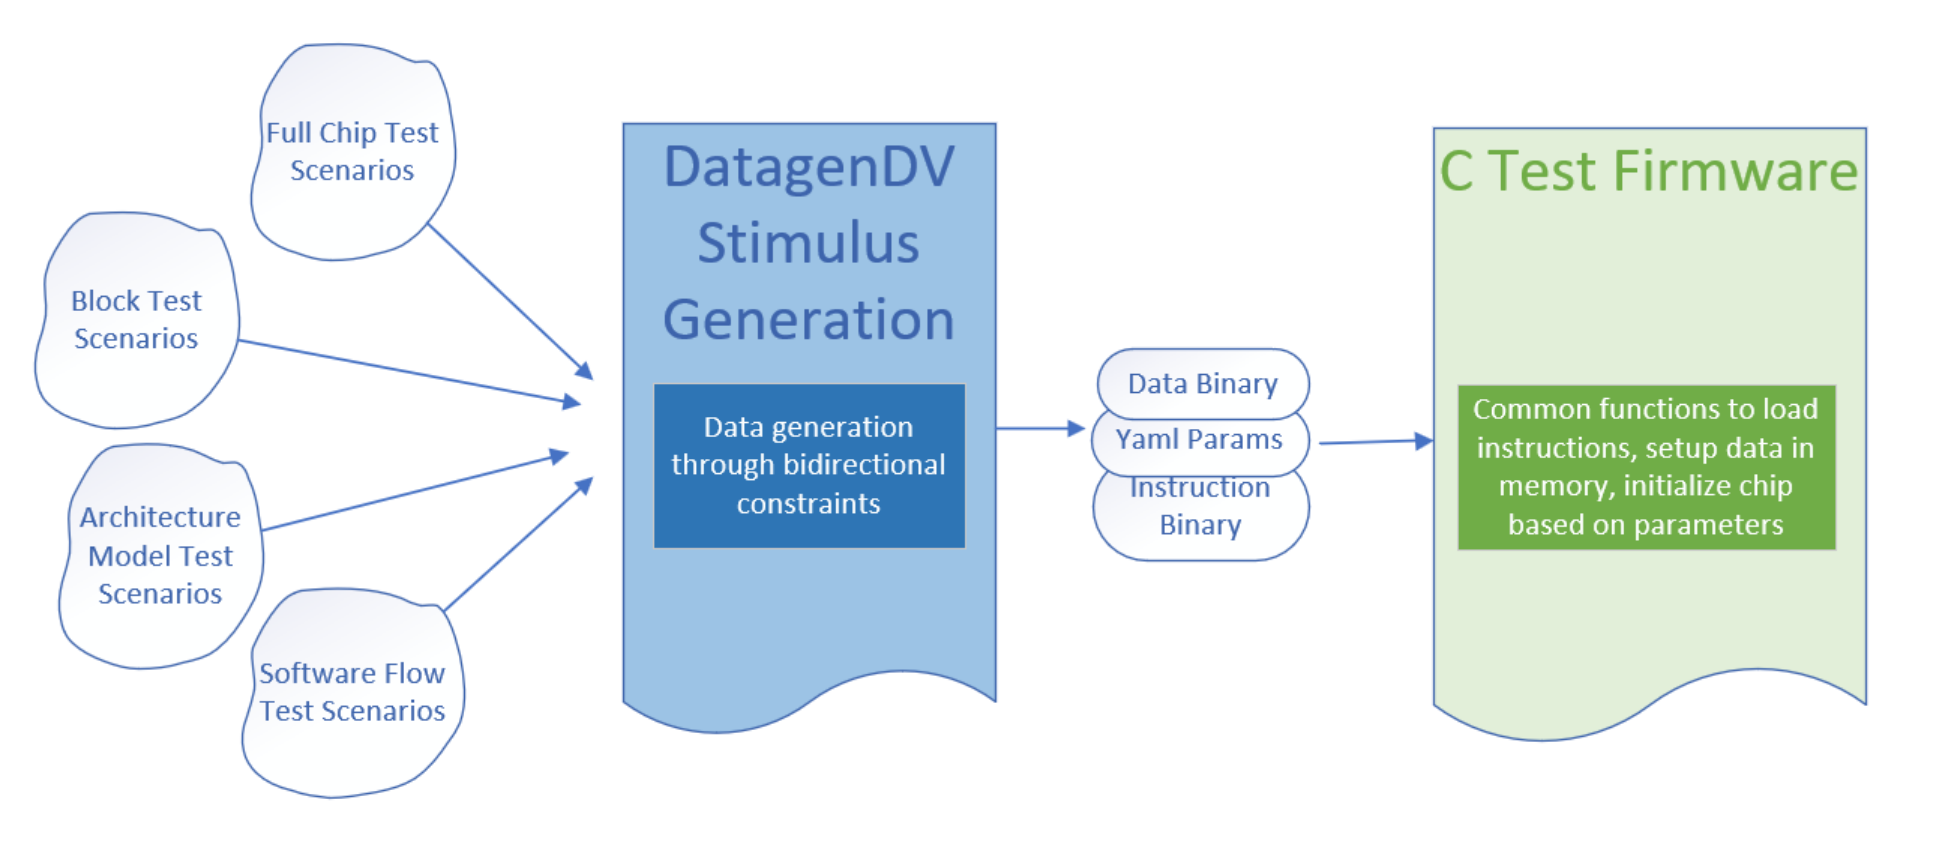 Full Chip Test
Scenarios
Block Test
Scenarios
Architecture
Model Test
Scenarios
Software Flow
Test Scenarios
DatagenDV
Stimulus
Generation
Data generation
through bidirectional
constraints
Data Binary
Yaml Params
Instruction
Binary
C Test Firmware
Common functions to load
instructions, setup data in
memory, initialize chip
based on parameters